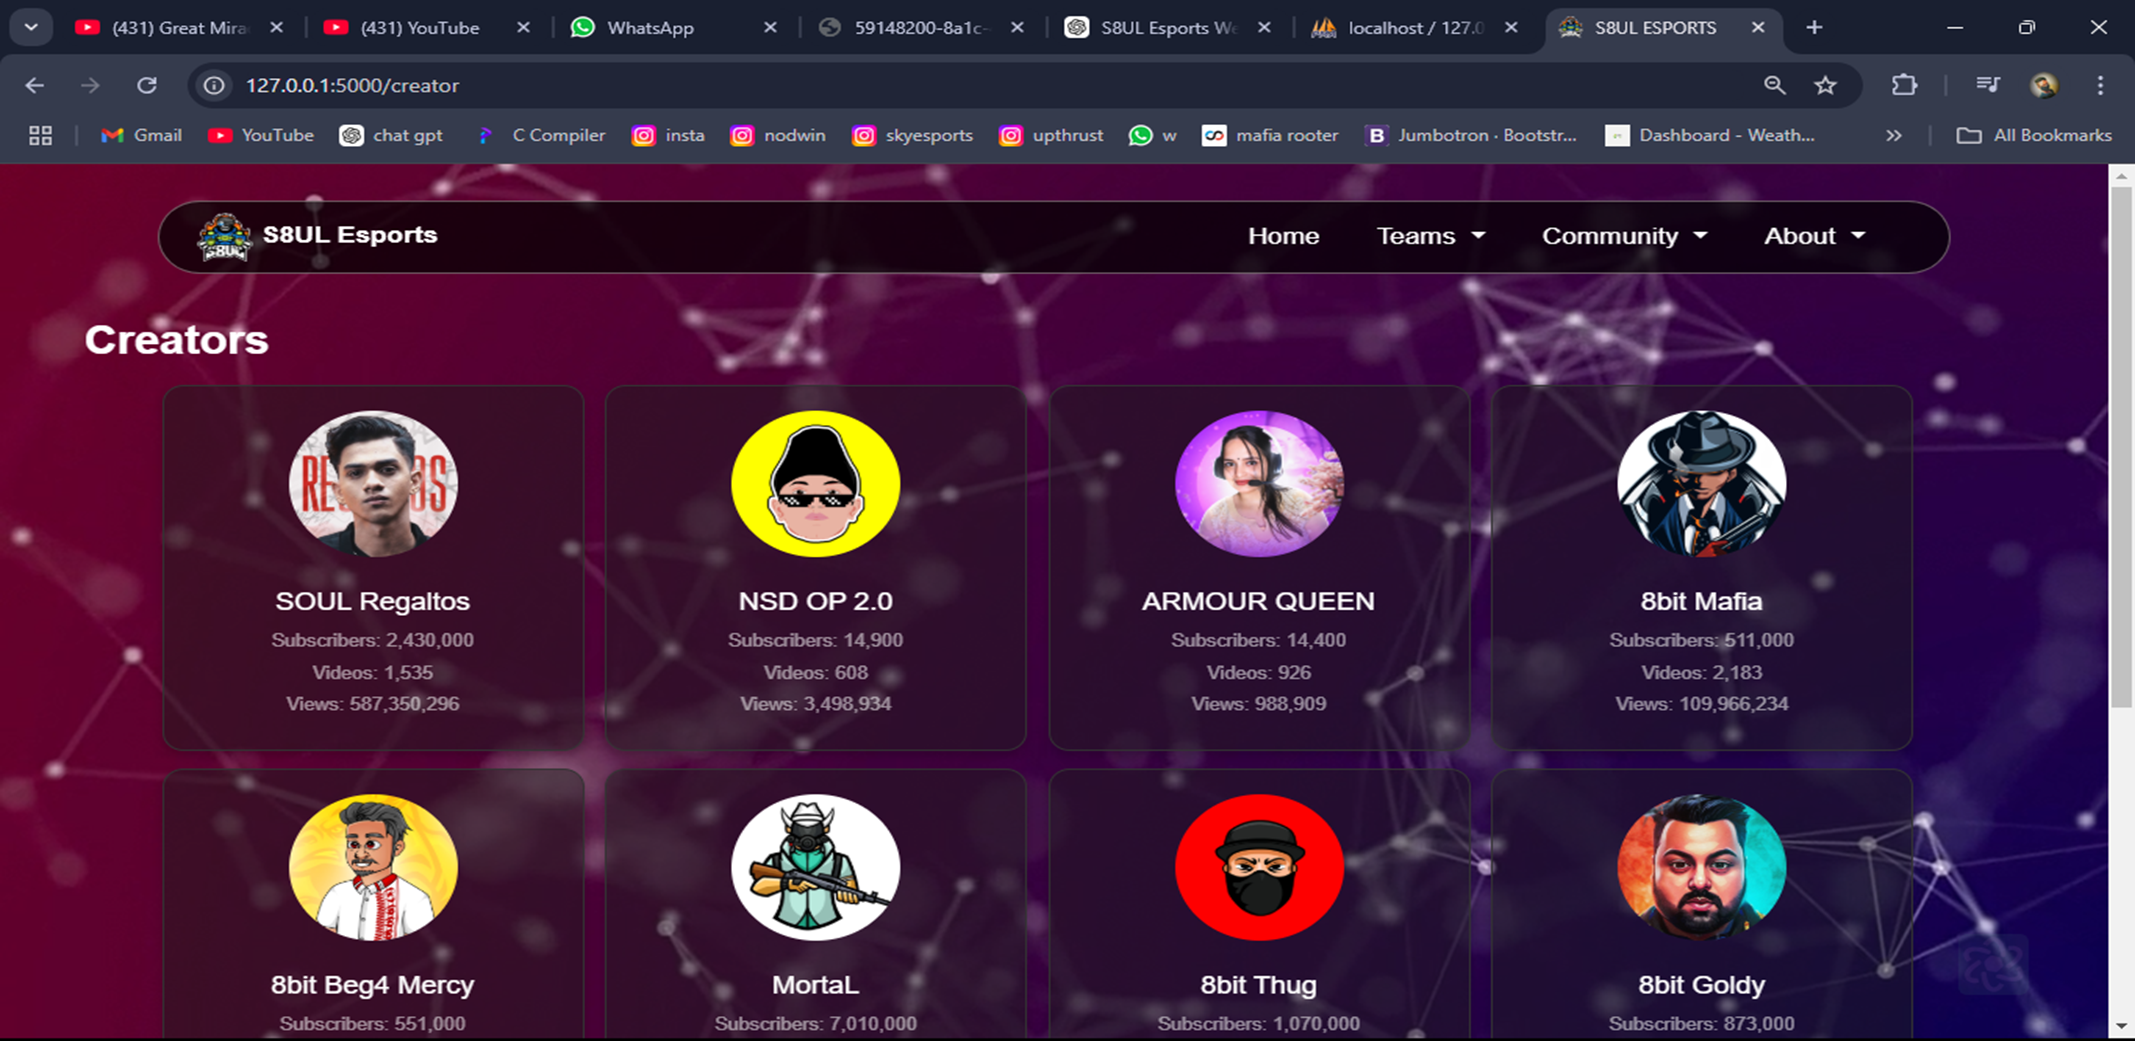 (431) Great Mira
(431) YouTube
WhatsApp
59148200-8a1c-
S8UL Esports We
localhost / 127.0
S8UL ESPORTS
127.0.0.1:5000/creator
Gmail
YouTube
chat gpt
C Compiler
insta
nodwin
skyesports
upthrust
w
mafia rooter
Jumbotron · Bootstr...
Dashboard - Weath...
All Bookmarks
S8UL
S8UL Esports
Home
Teams
Community
About
Creators
SOUL Regaltos
Subscribers: 2,430,000
Videos: 1,535
Views: 587,350,296
NSD OP 2.0
Subscribers: 14,900
Videos: 608
Views: 3,498,934
ARMOUR QUEEN
Subscribers: 14,400
Videos: 926
Views: 988,909
8bit Mafia
Subscribers: 511,000
Videos: 2,183
Views: 109,966,234
8bit Beg4 Mercy
Subscribers: 551,000
MortaL
Subscribers: 7,010,000
8bit Thug
Subscribers: 1,070,000
8bit Goldy
Subscribers: 873,000